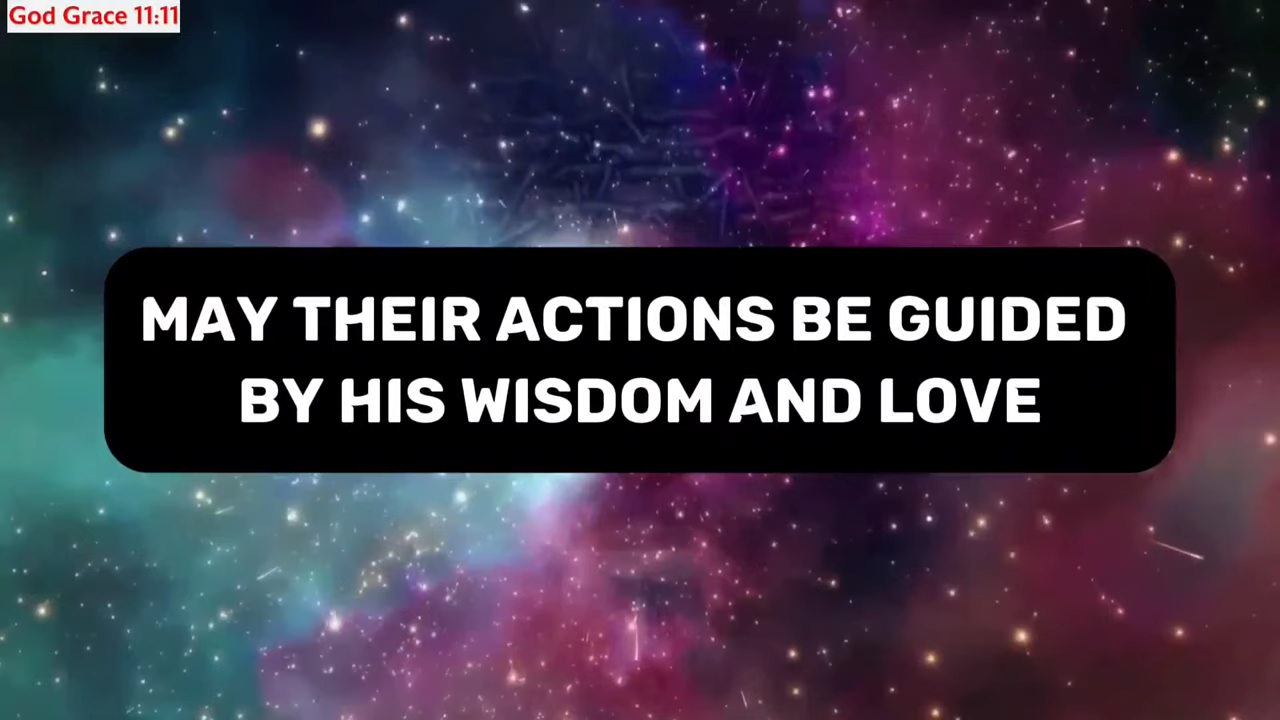 God Grace 11:11
MAY THEIR ACTIONS BE GUIDED
BY HIS WISDOM AND LOVE